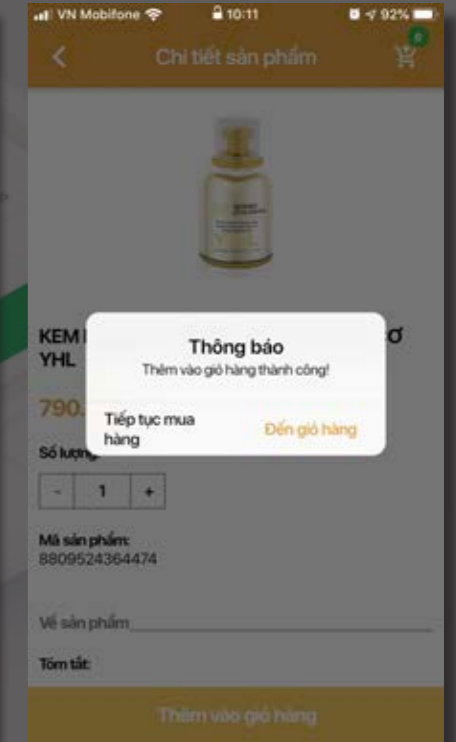 VN Mobifone 10:11 92%
Chi tiết sản phẩm
KEM
Ơ
YHL
Thông báo
Thêm vào giỏ hàng thành công!
790.
Tiếp tục mua
hàng
Đến giỏ hàng
Số lượng:
- 1 +
Mã sản phẩm:
8809524364474
Về sản phẩm
Tóm tắt:
Thêm vào giỏ hàng